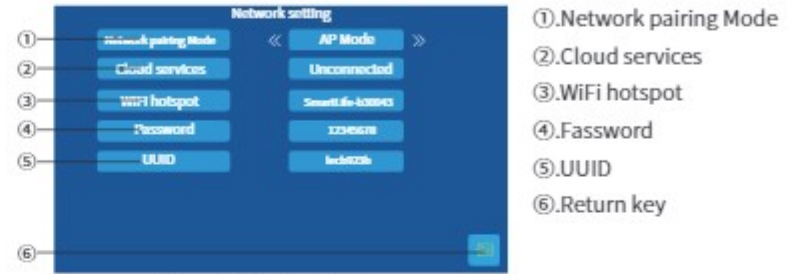 Network setting
① Network pairing Mode « AP Mode »
② Cloud services Unconnected
③ WiFi hotspot SmartLife-b30043
④ Password 12345678
⑤ UUID
⑥
①.Network pairing Mode
②.Cloud services
③.WiFi hotspot
④.Fassword
⑤.UUID
⑥.Return key